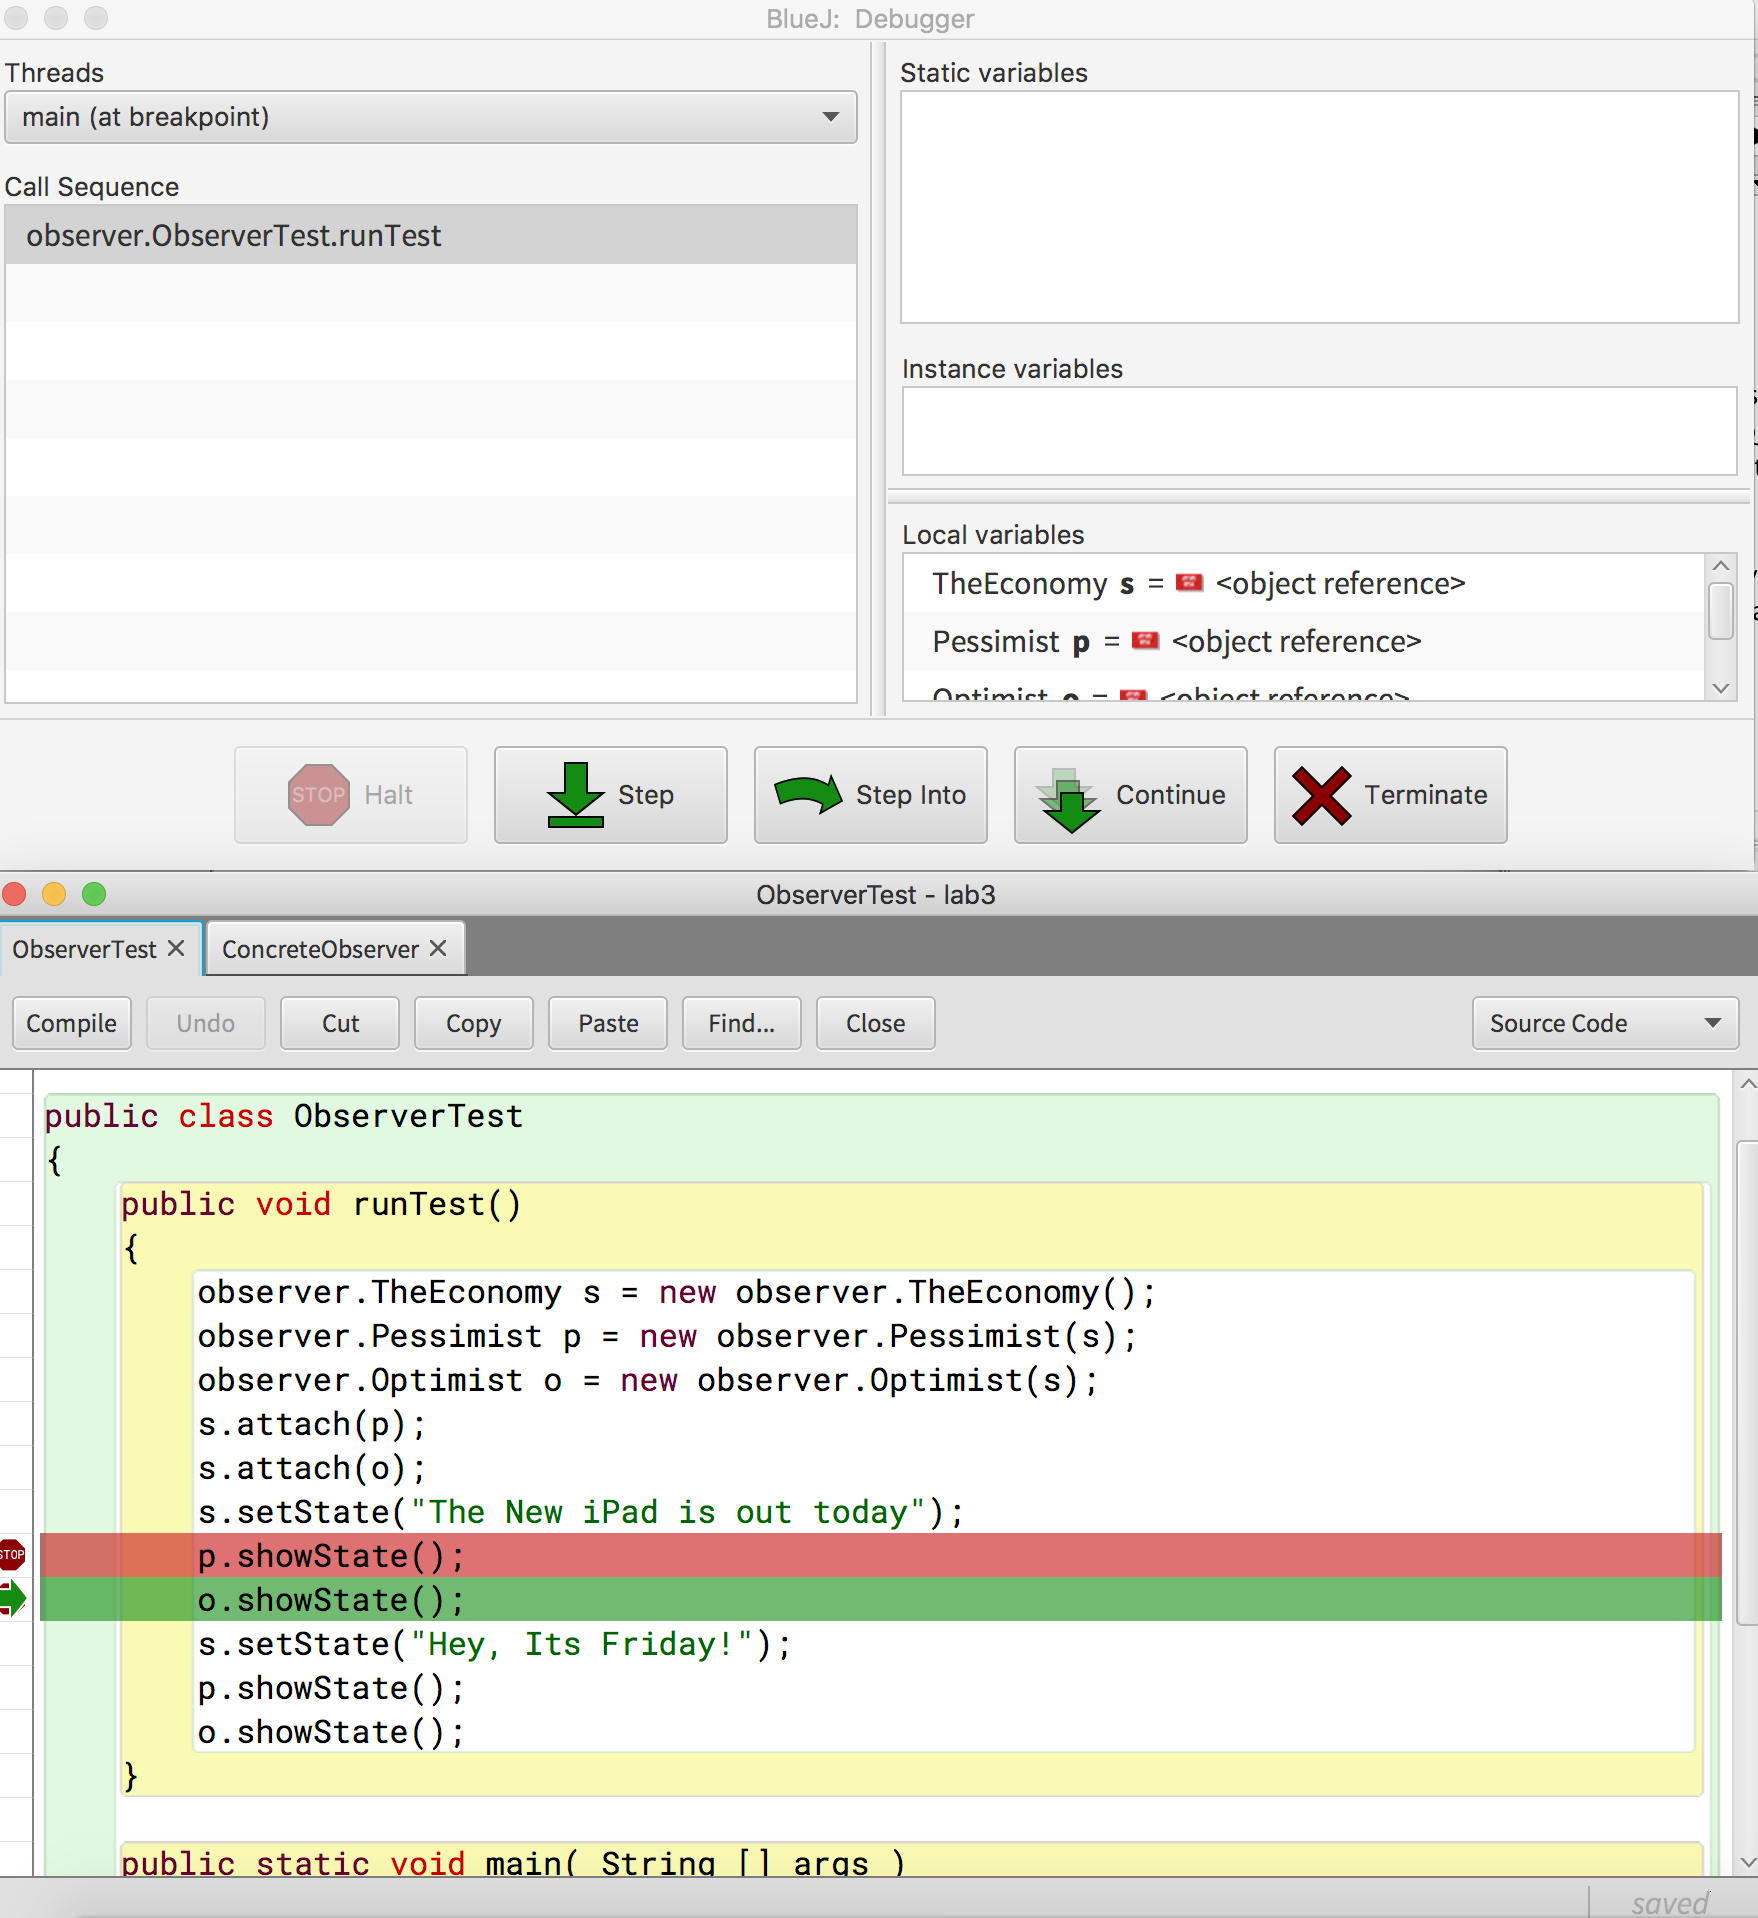 BlueJ:  Debugger
Threads
main (at breakpoint)
Call Sequence
observer.ObserverTest.runTest
Static variables
Instance variables
Local variables
TheEconomy s = <object reference>
Pessimist p = <object reference>
Optimist o = <object reference>
STOP Halt
Step
Step Into
Continue
Terminate
ObserverTest - lab3
ObserverTest ConcreteObserver
Compile Undo Cut Copy Paste Find... Close Source Code
public class ObserverTest
{
public void runTest()
{
observer.TheEconomy s = new observer.TheEconomy();
observer.Pessimist p = new observer.Pessimist(s);
observer.Optimist o = new observer.Optimist(s);
s.attach(p);
s.attach(o);
s.setState("The New iPad is out today");
STOP p.showState();
o.showState();
s.setState("Hey, Its Friday!");
p.showState();
o.showState();
}
public static void main( String [] args )
saved